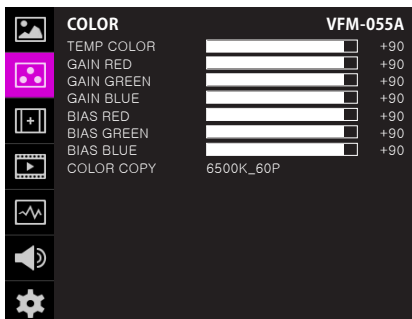 COLOR VFM-055A
TEMP COLOR +90
GAIN RED +90
GAIN GREEN +90
GAIN BLUE +90
BIAS RED +90
BIAS GREEN +90
BIAS BLUE +90
COLOR COPY 6500K_60P